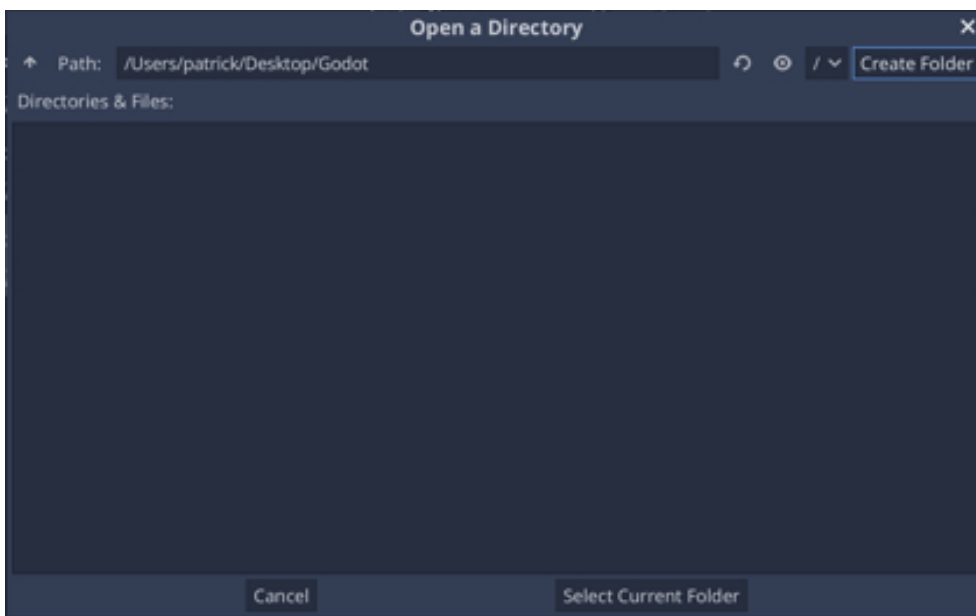 Open a Directory
Path: /Users/patrick/Desktop/Godot / Create Folder
Directories & Files:
Cancel Select Current Folder